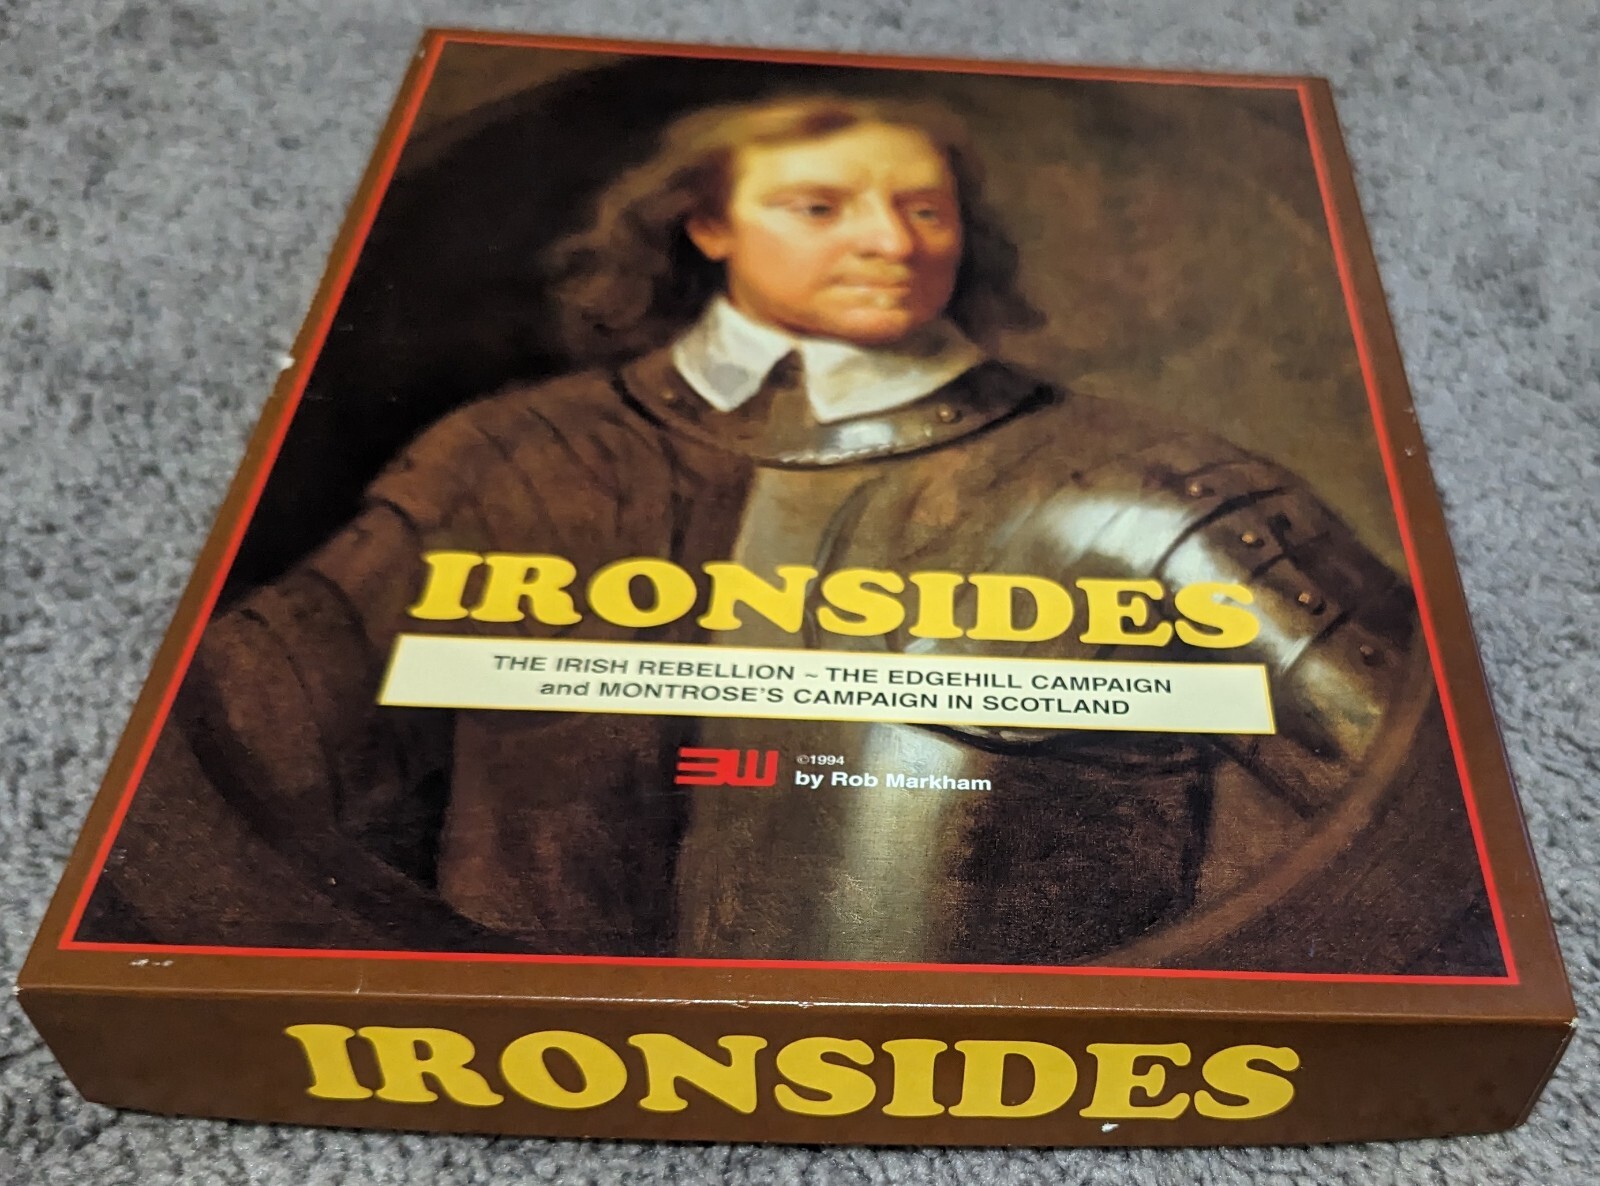 IRONSIDES
THE IRISH REBELLION ~ THE EDGEHILL CAMPAIGN
and MONTROSE'S CAMPAIGN IN SCOTLAND
3W ©1994
by Rob Markham
IRONSIDES